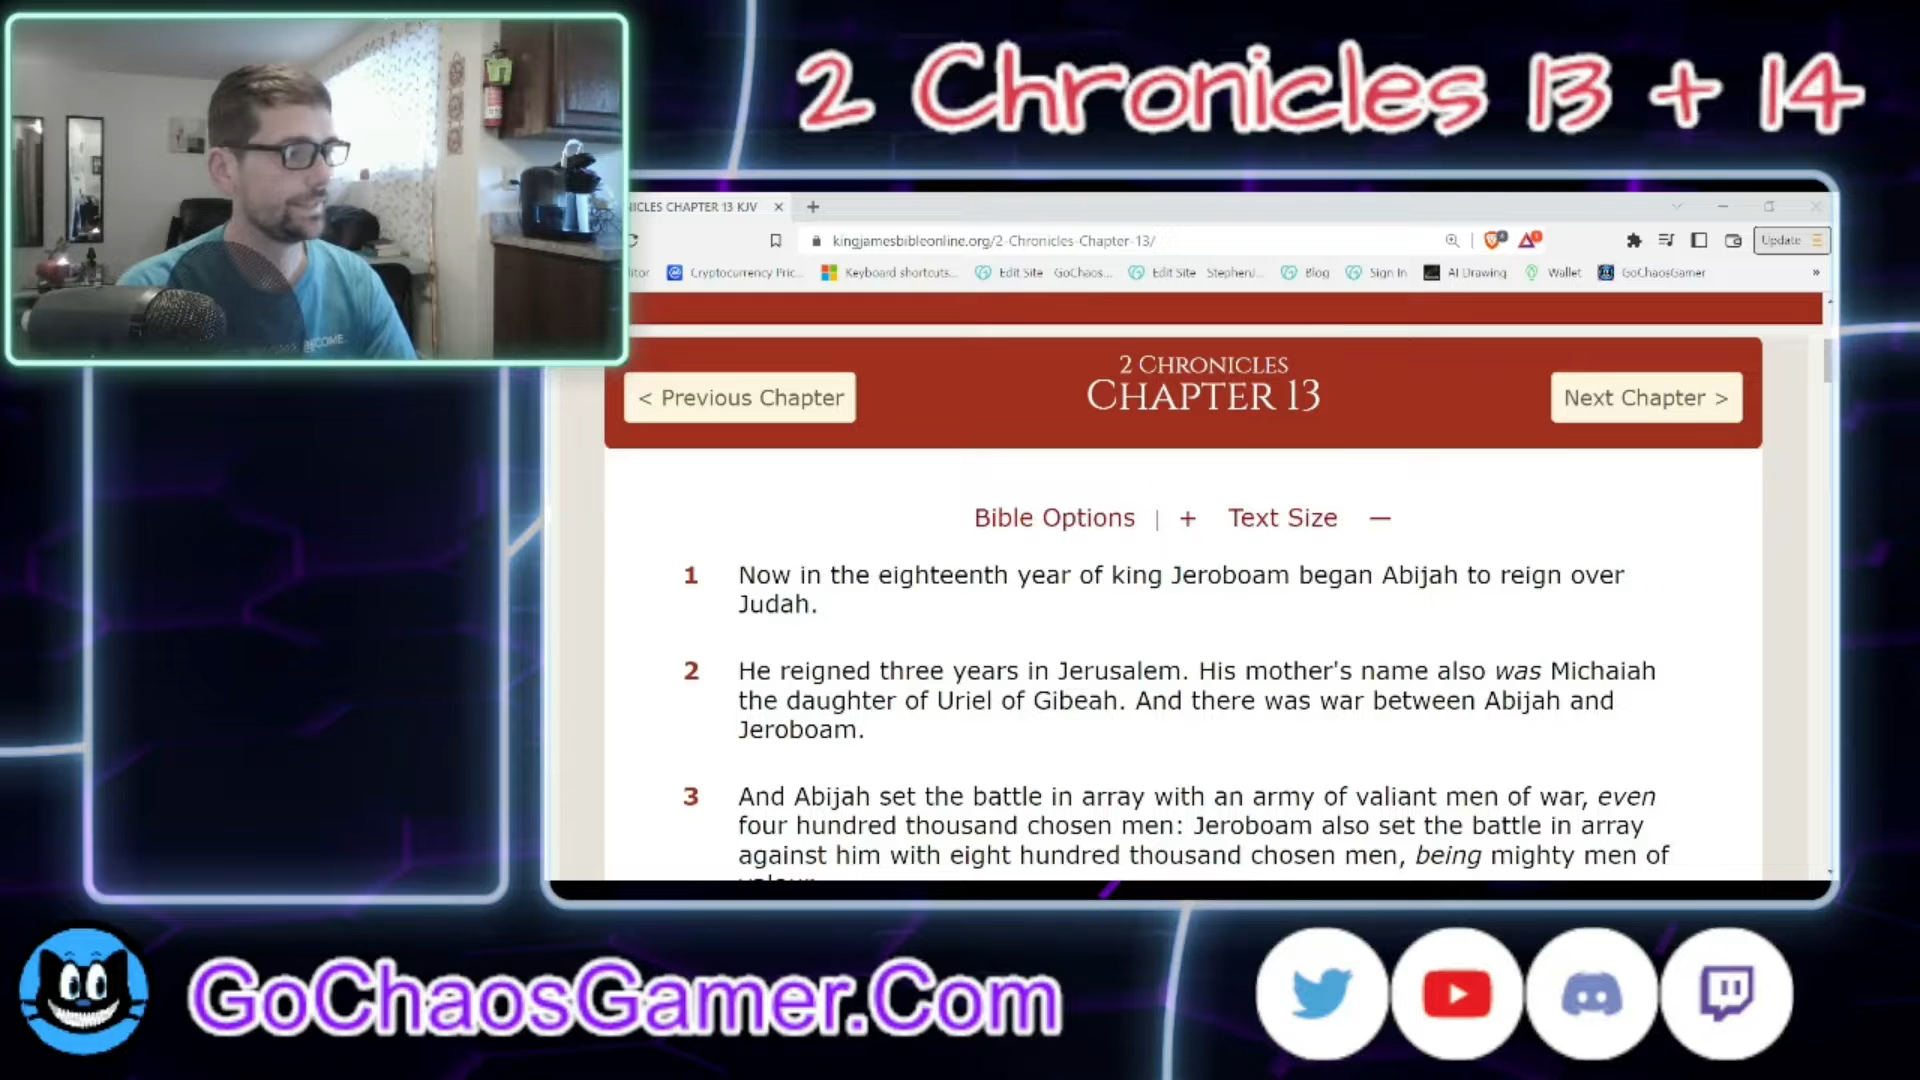 2 Chronicles 13 + 14
ICLES CHAPTER 13 KJV
kingjamesbibleonline.org/2-Chronicles-Chapter-13/
Update
itor
Cryptocurrency Pric...
Keyboard shortcuts...
Edit Site GoChaos...
Edit Site StephenJ...
Blog
Sign In
AI Drawing
Wallet
GoChaosGamer
»
2 CHRONICLES
< Previous Chapter
CHAPTER 13
Next Chapter >
Bible Options | + Text Size —
1 Now in the eighteenth year of king Jeroboam began Abijah to reign over
Judah.
2 He reigned three years in Jerusalem. His mother's name also was Michaiah
the daughter of Uriel of Gibeah. And there was war between Abijah and
Jeroboam.
3 And Abijah set the battle in array with an army of valiant men of war, even
four hundred thousand chosen men: Jeroboam also set the battle in array
against him with eight hundred thousand chosen men, being mighty men of
GoChaosGamer.Com